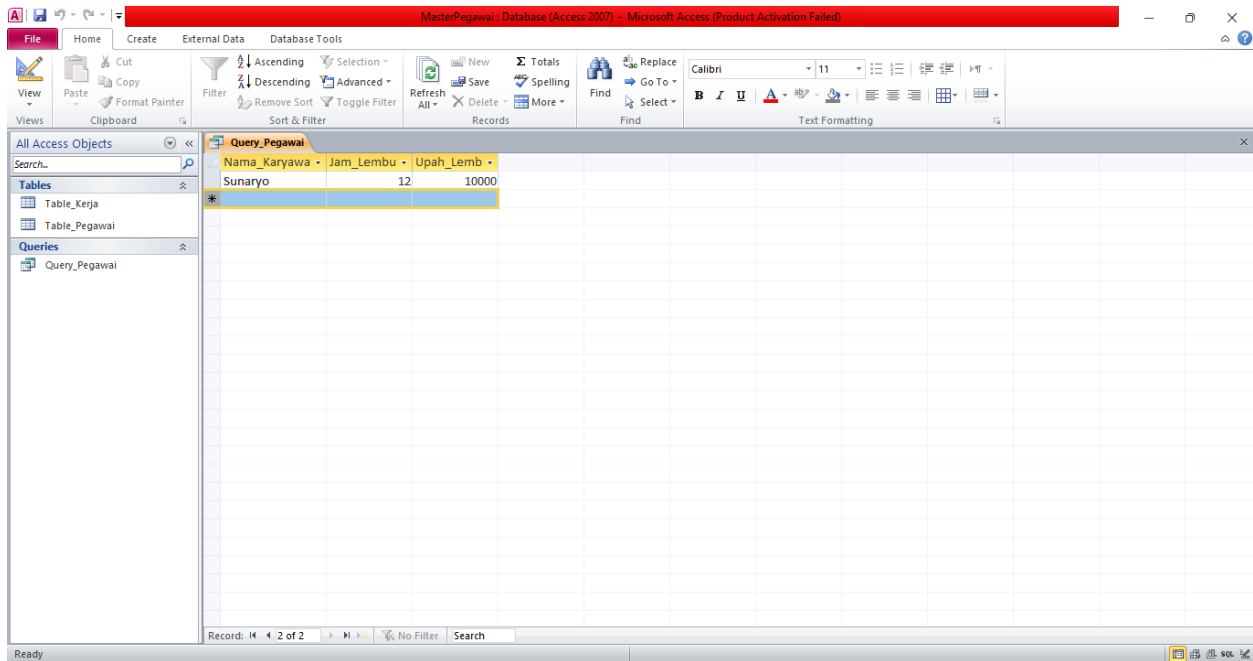 MasterPegawai : Database (Access 2007) - Microsoft Access (Product Activation Failed)
File Home Create External Data Database Tools
View
Views
Paste
Cut
Copy
Format Painter
Clipboard
Filter
Ascending
Descending
Remove Sort
Selection
Advanced
Toggle Filter
Sort & Filter
Refresh
All
New
Save
Delete
Totals
Spelling
More
Records
Find
Replace
Go To
Select
Find
Calibri 11
B I U A
Text Formatting
All Access Objects
Search...
Tables
Table_Kerja
Table_Pegawai
Queries
Query_Pegawai
Query_Pegawai
Nama_Karyawa Jam_Lembu Upah_Lemb
Sunaryo 12 10000
Record: 2 of 2 No Filter Search
Ready SQL